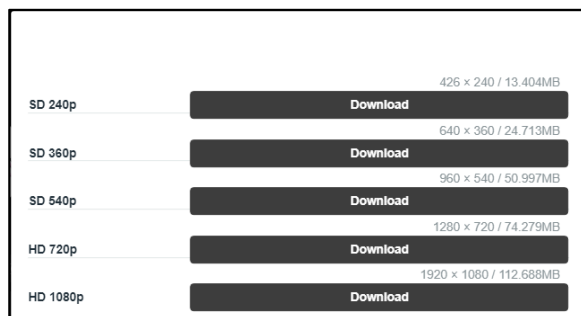 426 × 240 / 13.404MB
SD 240p Download
640 × 360 / 24.713MB
SD 360p Download
960 × 540 / 50.997MB
SD 540p Download
1280 × 720 / 74.279MB
HD 720p Download
1920 × 1080 / 112.688MB
HD 1080p Download